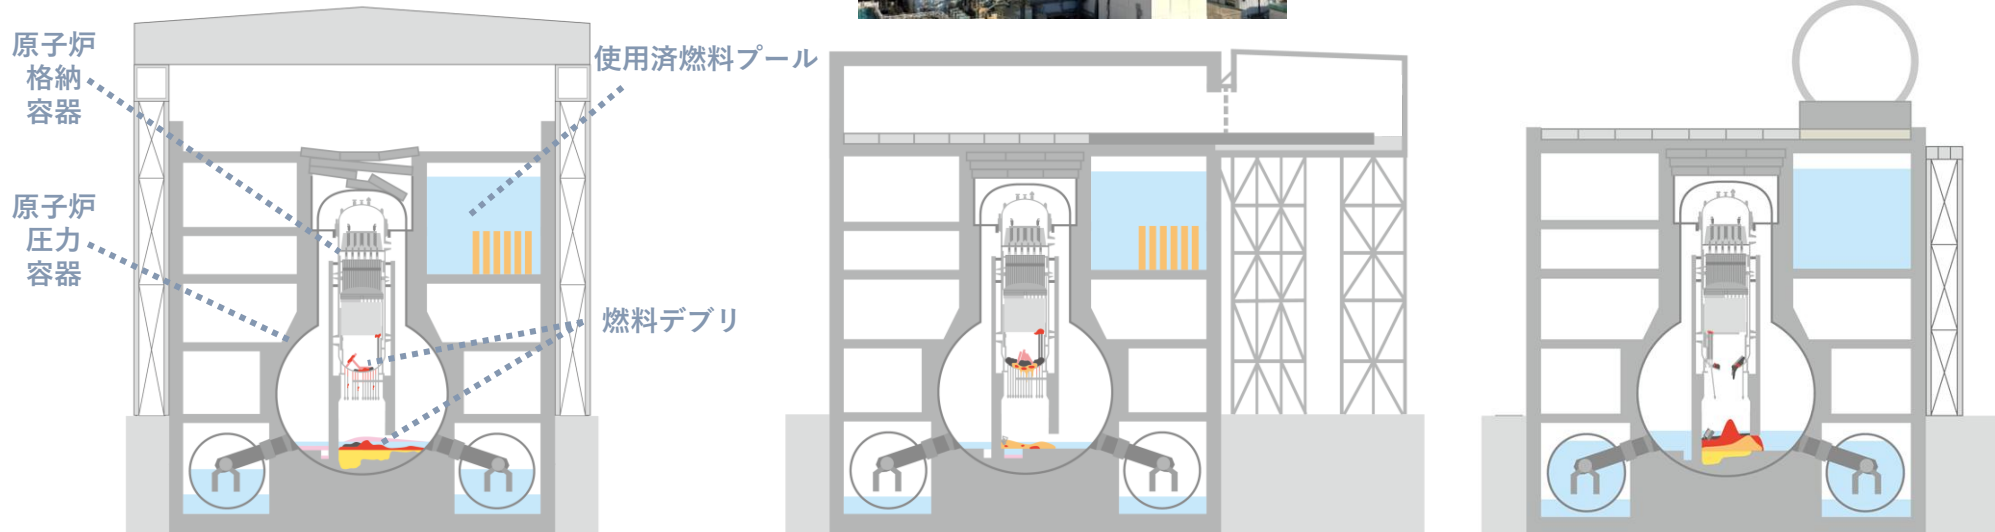 原子炉
格納
容器
使用済燃料プール
原子炉
圧力
容器
燃料デブリ